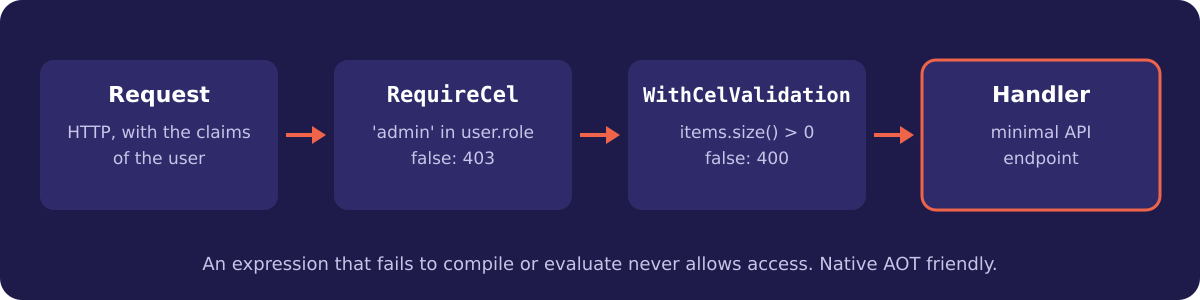 Request
HTTP, with the claims
of the user
RequireCel
'admin' in user.role
false: 403
WithCelValidation
items.size() > 0
false: 400
Handler
minimal API
endpoint
An expression that fails to compile or evaluate never allows access. Native AOT friendly.